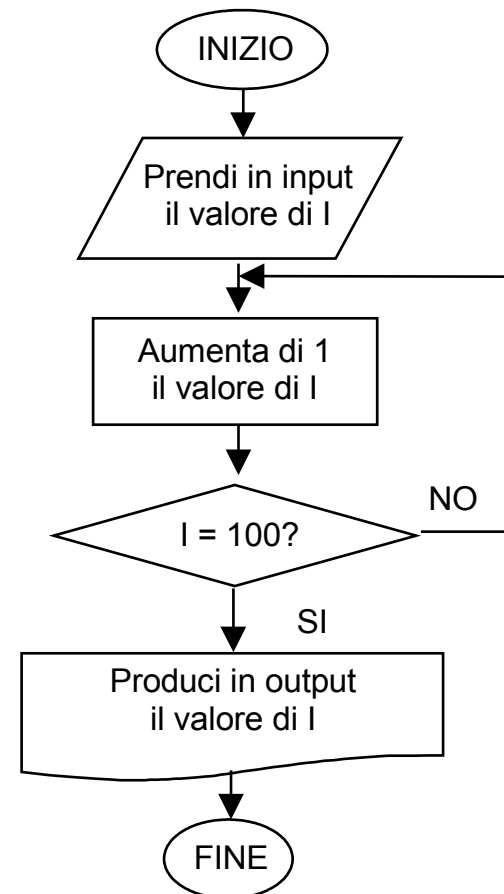 INIZIO
Prendi in input
il valore di I
Aumenta di 1
il valore di I
I = 100?
NO
SI
Produci in output
il valore di I
FINE